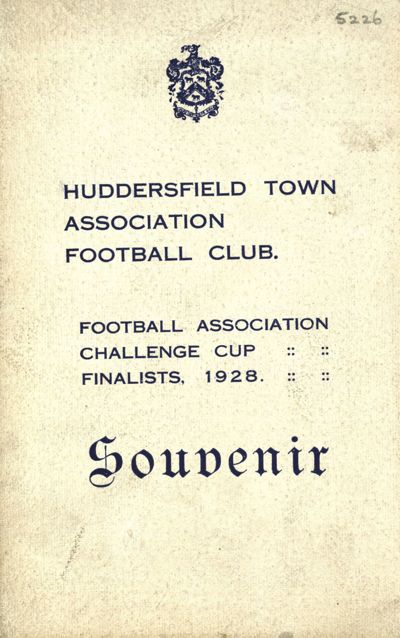 5226
HUDDERSFIELD TOWN
ASSOCIATION
FOOTBALL CLUB.
FOOTBALL ASSOCIATION
CHALLENGE CUP :: ::
FINALISTS, 1928. :: ::
Souvenir